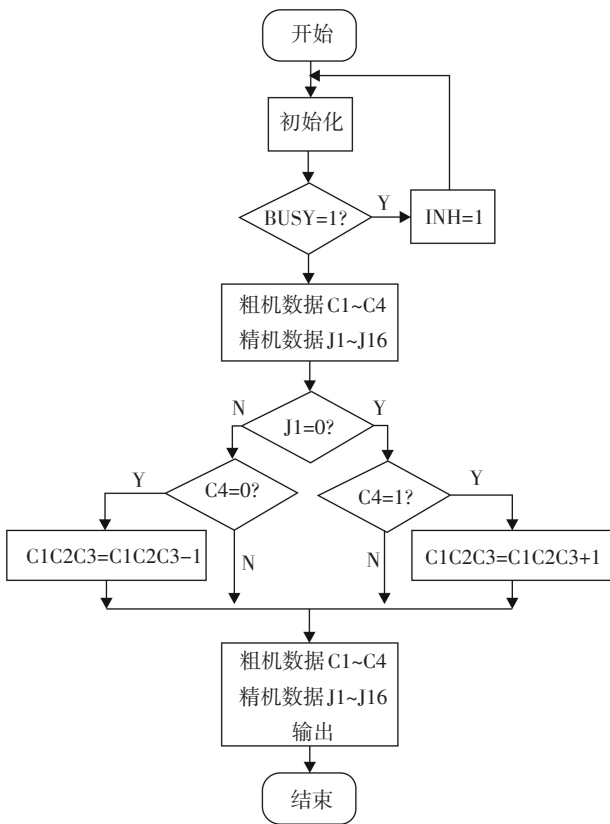 开始
初始化
BUSY=1?
Y
INH=1
粗机数据C1~C4
精机数据J1~J16
N
J1=0?
Y
Y
C4=0?
C4=1?
Y
C1C2C3=C1C2C3-1
N
N
C1C2C3=C1C2C3+1
粗机数据C1~C4
精机数据J1~J16
输出
结束